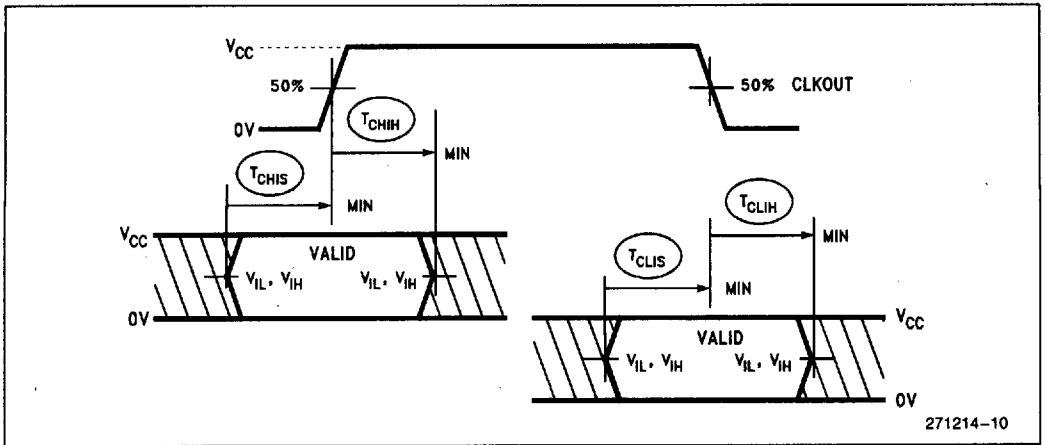 V_CC
50%
50% CLKOUT
T_CHIH
0V
MIN
T_CHIS
T_CLIH
MIN
V_CC
VALID
MIN
T_CLIS
V_IL, V_IH V_IL, V_IH
MIN
0V
V_CC
VALID
V_IL, V_IH V_IL, V_IH
0V
271214-10